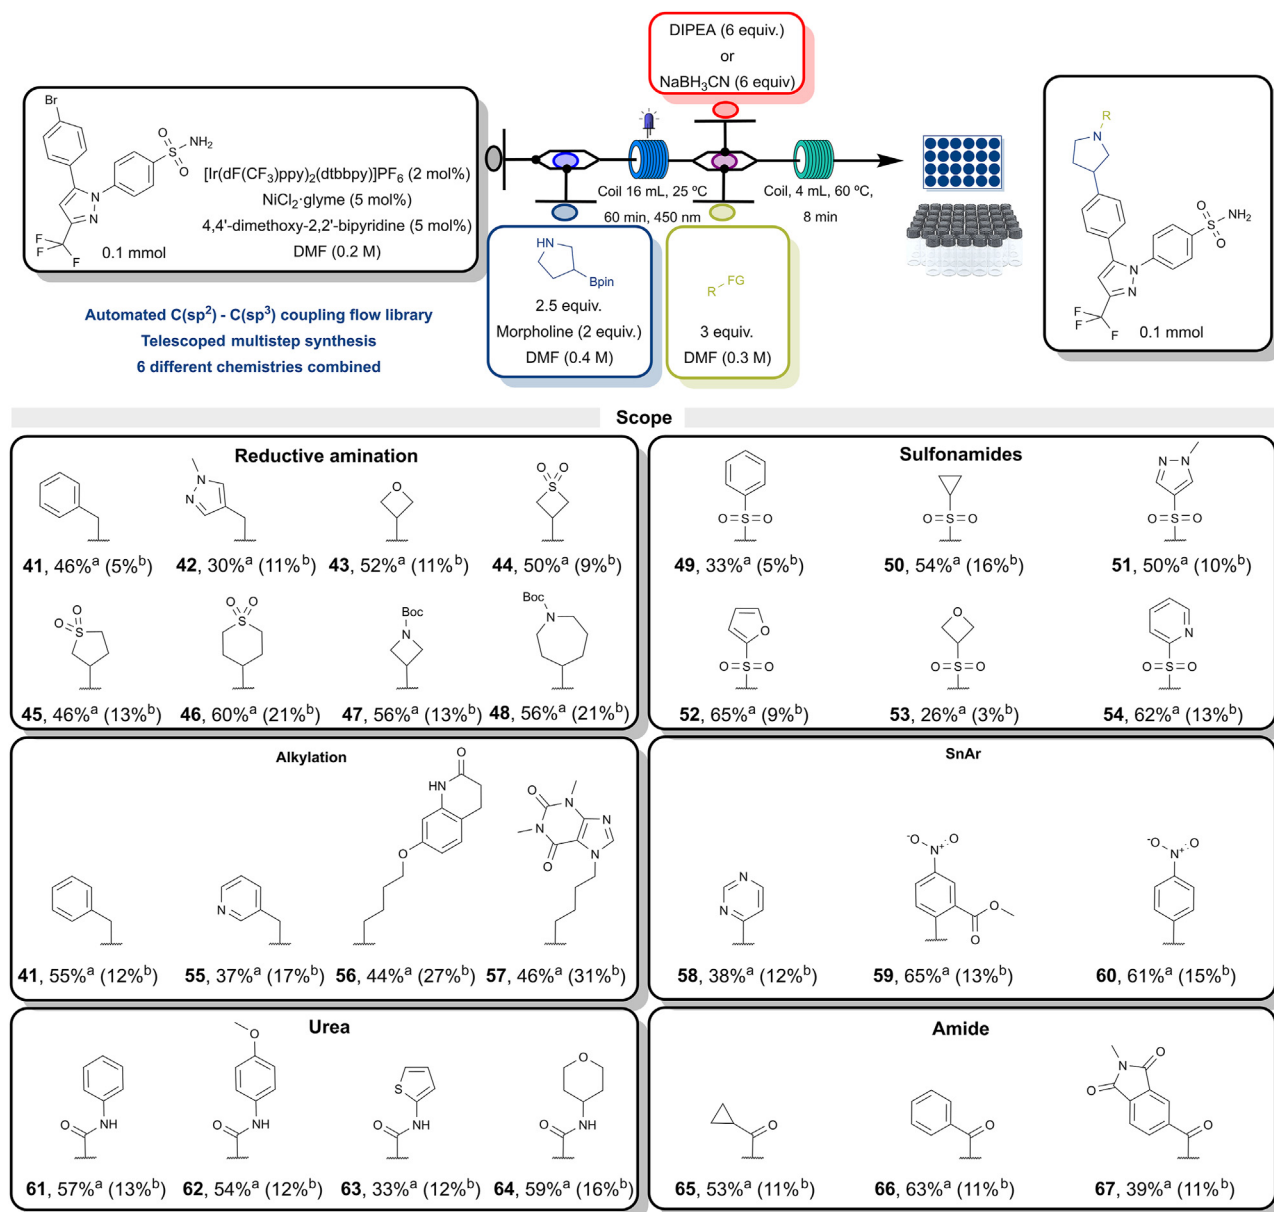 DIPEA (6 equiv.)
or
NaBH₃CN (6 equiv)
Br
O
S
NH₂
O
N
N
F
F
F
0.1 mmol
[Ir(dF(CF₃)ppy)₂(dtbbpy)]PF₆ (2 mol%)
NiCl₂·glyme (5 mol%)
4,4'-dimethoxy-2,2'-bipyridine (5 mol%)
DMF (0.2 M)
Coil 16 mL, 25 ºC
60 min, 450 nm
Coil, 4 mL, 60 ºC,
8 min
HN
Bpin
2.5 equiv.
Morpholine (2 equiv.)
DMF (0.4 M)
R
FG
3 equiv.
DMF (0.3 M)
R
N
O
S
NH₂
O
N
N
F
F
F
0.1 mmol
Automated C(sp²) - C(sp³) coupling flow library
Telescoped multistep synthesis
6 different chemistries combined
Scope
Reductive amination
N
N
O
O O
S
41, 46%ᵃ (5%ᵇ) 42, 30%ᵃ (11%ᵇ) 43, 52%ᵃ (11%ᵇ) 44, 50%ᵃ (9%ᵇ)
O
O
S
O O
S
Boc
N
Boc
N
45, 46%ᵃ (13%ᵇ) 46, 60%ᵃ (21%ᵇ) 47, 56%ᵃ (13%ᵇ) 48, 56%ᵃ (21%ᵇ)
Sulfonamides
N
N
O=S=O
O=S=O
O=S=O
49, 33%ᵃ (5%ᵇ) 50, 54%ᵃ (16%ᵇ) 51, 50%ᵃ (10%ᵇ)
O
O
N
O=S=O
O=S=O
O=S=O
52, 65%ᵃ (9%ᵇ) 53, 26%ᵃ (3%ᵇ) 54, 62%ᵃ (13%ᵇ)
Alkylation
N
O
HN
O
O
N
N
N
O
N
41, 55%ᵃ (12%ᵇ) 55, 37%ᵃ (17%ᵇ) 56, 44%ᵃ (27%ᵇ) 57, 46%ᵃ (31%ᵇ)
SnAr
N
N
⁻O
N⁺
O
O
O
⁻O
N⁺
O
58, 38%ᵃ (12%ᵇ) 59, 65%ᵃ (13%ᵇ) 60, 61%ᵃ (15%ᵇ)
Urea
O
NH
O
O
NH
S
O
NH
O
O
NH
61, 57%ᵃ (13%ᵇ) 62, 54%ᵃ (12%ᵇ) 63, 33%ᵃ (12%ᵇ) 64, 59%ᵃ (16%ᵇ)
Amide
O
O
N
O
O
O
65, 53%ᵃ (11%ᵇ) 66, 63%ᵃ (11%ᵇ) 67, 39%ᵃ (11%ᵇ)